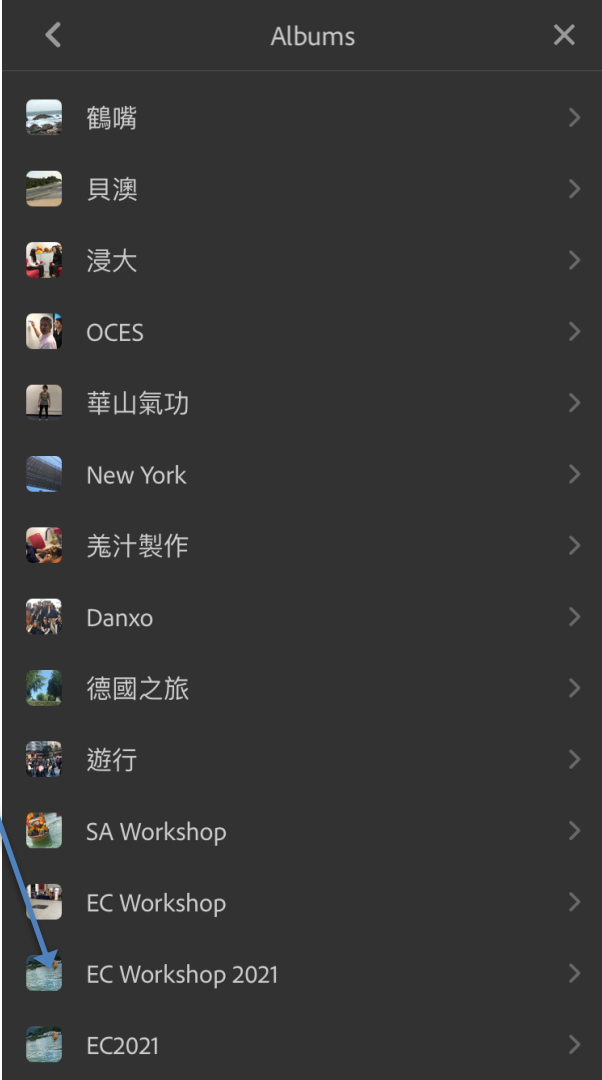 Albums
鶴嘴
貝澳
浸大
OCES
華山氣功
New York
羗汁製作
Danxo
德國之旅
遊行
SA Workshop
EC Workshop
EC Workshop 2021
EC2021